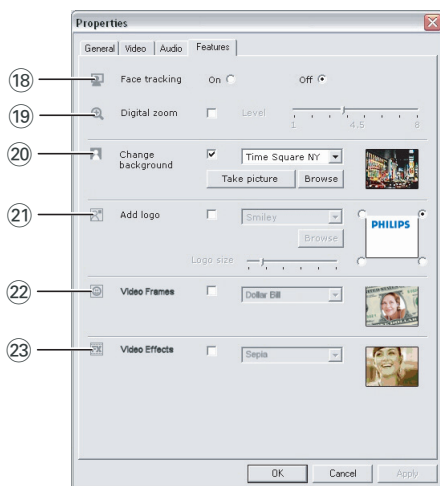 Properties
General Video Audio Features
18 Face tracking On Off
19 Digital zoom Level
1 4.5 8
20 Change background Time Square NY
Take picture Browse
21 Add logo Smiley
PHILIPS
Browse
Logo size
22 Video Frames Dollar Bill
23 Video Effects Sepia
OK Cancel Apply